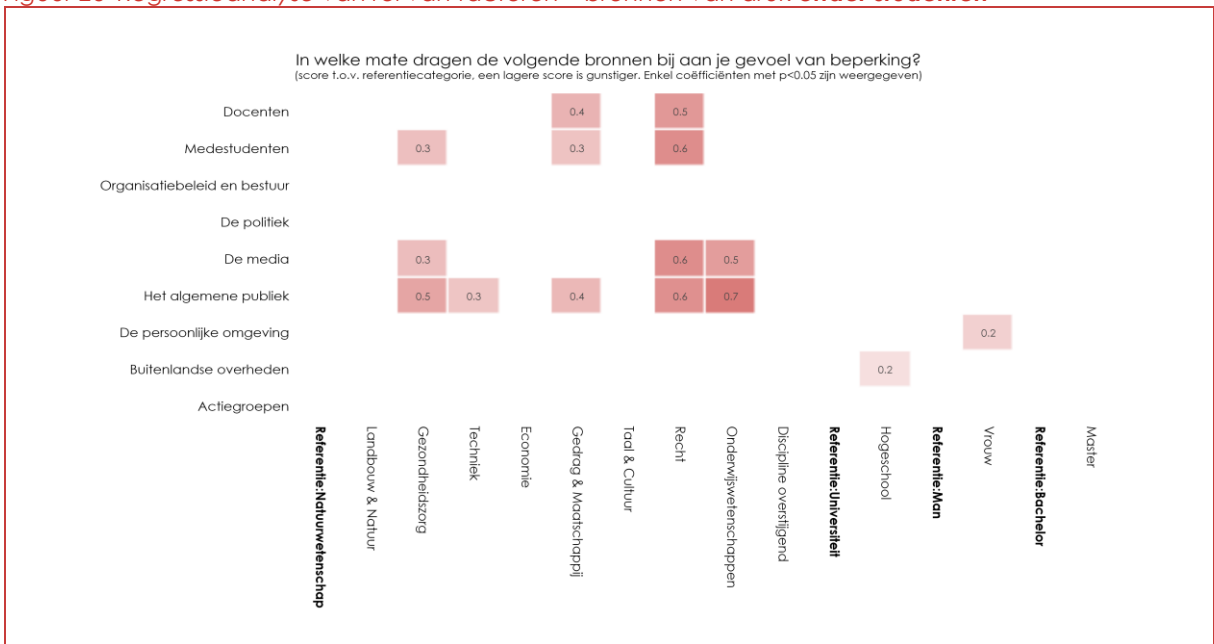 In welke mate dragen de volgende bronnen bij aan je gevoel van beperking?
(score t.o.v. referentiecategorie, een lagere score is gunstiger. Enkel coëfficiënten met p<0.05 zijn weergegeven)
Docenten 0.4 0.5
Medestudenten 0.3 0.3 0.6
Organisatiebeleid en bestuur
De politiek
De media 0.3 0.6 0.5
Het algemene publiek 0.5 0.3 0.4 0.6 0.7
De persoonlijke omgeving 0.2
Buitenlandse overheden 0.2
Actiegroepen
Referentie:Natuurwetenschap
Landbouw & Natuur
Gezondheidszorg
Techniek
Economie
Gedrag & Maatschappij
Taal & Cultuur
Recht
Onderwijswetenschappen
Discipline overstijgend
Referentie:Universiteit
Hogeschool
Referentie:Man
Vrouw
Referentie:Bachelor
Master